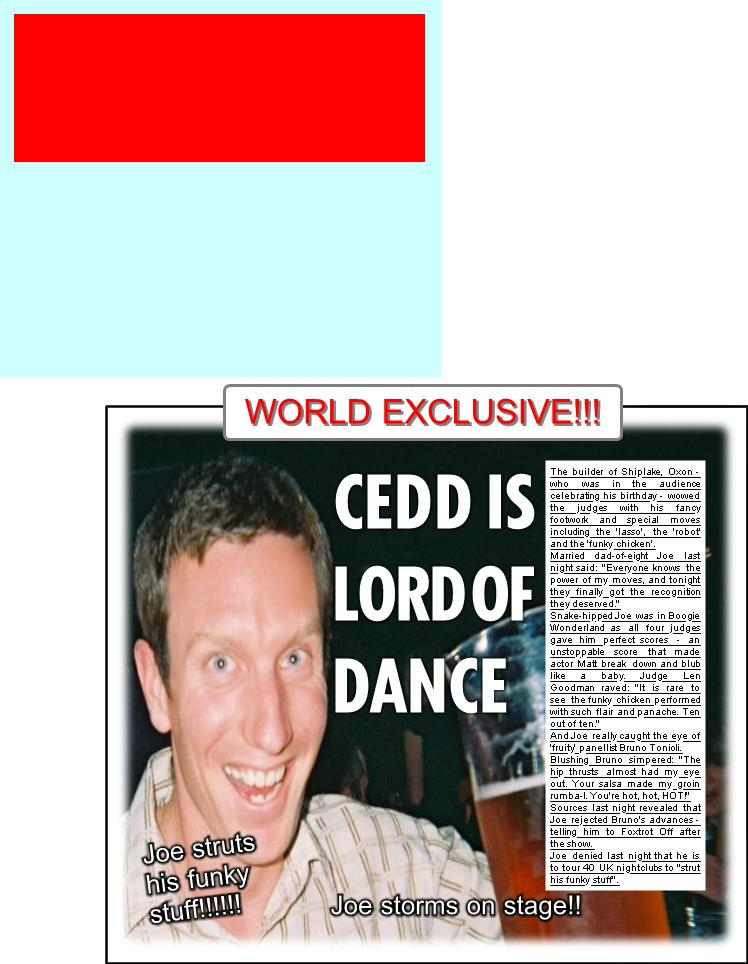 WORLD EXCLUSIVE!!!
CEDD IS
LORD OF
DANCE
The builder of Shiplake, Oxon -
who was in the audience
celebrating his birthday - wowed
the judges with his fancy
footwork and special moves
including the 'lasso', the 'robot'
and the 'funky chicken'.
Married dad-of-eight Joe last
night said: "Everyone knows the
power of my moves, and tonight
they finally got the recognition
they deserved."
Snake-hipped Joe was in Boogie
Wonderland as all four judges
gave him perfect scores - an
unstoppable score that made
actor Matt break down and blub
like a baby. Judge Len
Goodman raved: "It is rare to
see the funky chicken performed
with such flair and panache. Ten
out of ten."
And Joe really caught the eye of
'fruity' panellist Bruno Tonioli.
Blushing Bruno simpered: "The
hip thrusts almost had my eye
out. Your salsa made my groin
rumba-l. You're hot, hot, HOT!"
Sources last night revealed that
Joe rejected Bruno's advances -
telling him to Foxtrot Off after
the show.
Joe denied last night that he is
to tour 40 UK nightclubs to "strut
his funky stuff".
Joe struts
his funky
stuff!!!!!!
Joe storms on stage!!